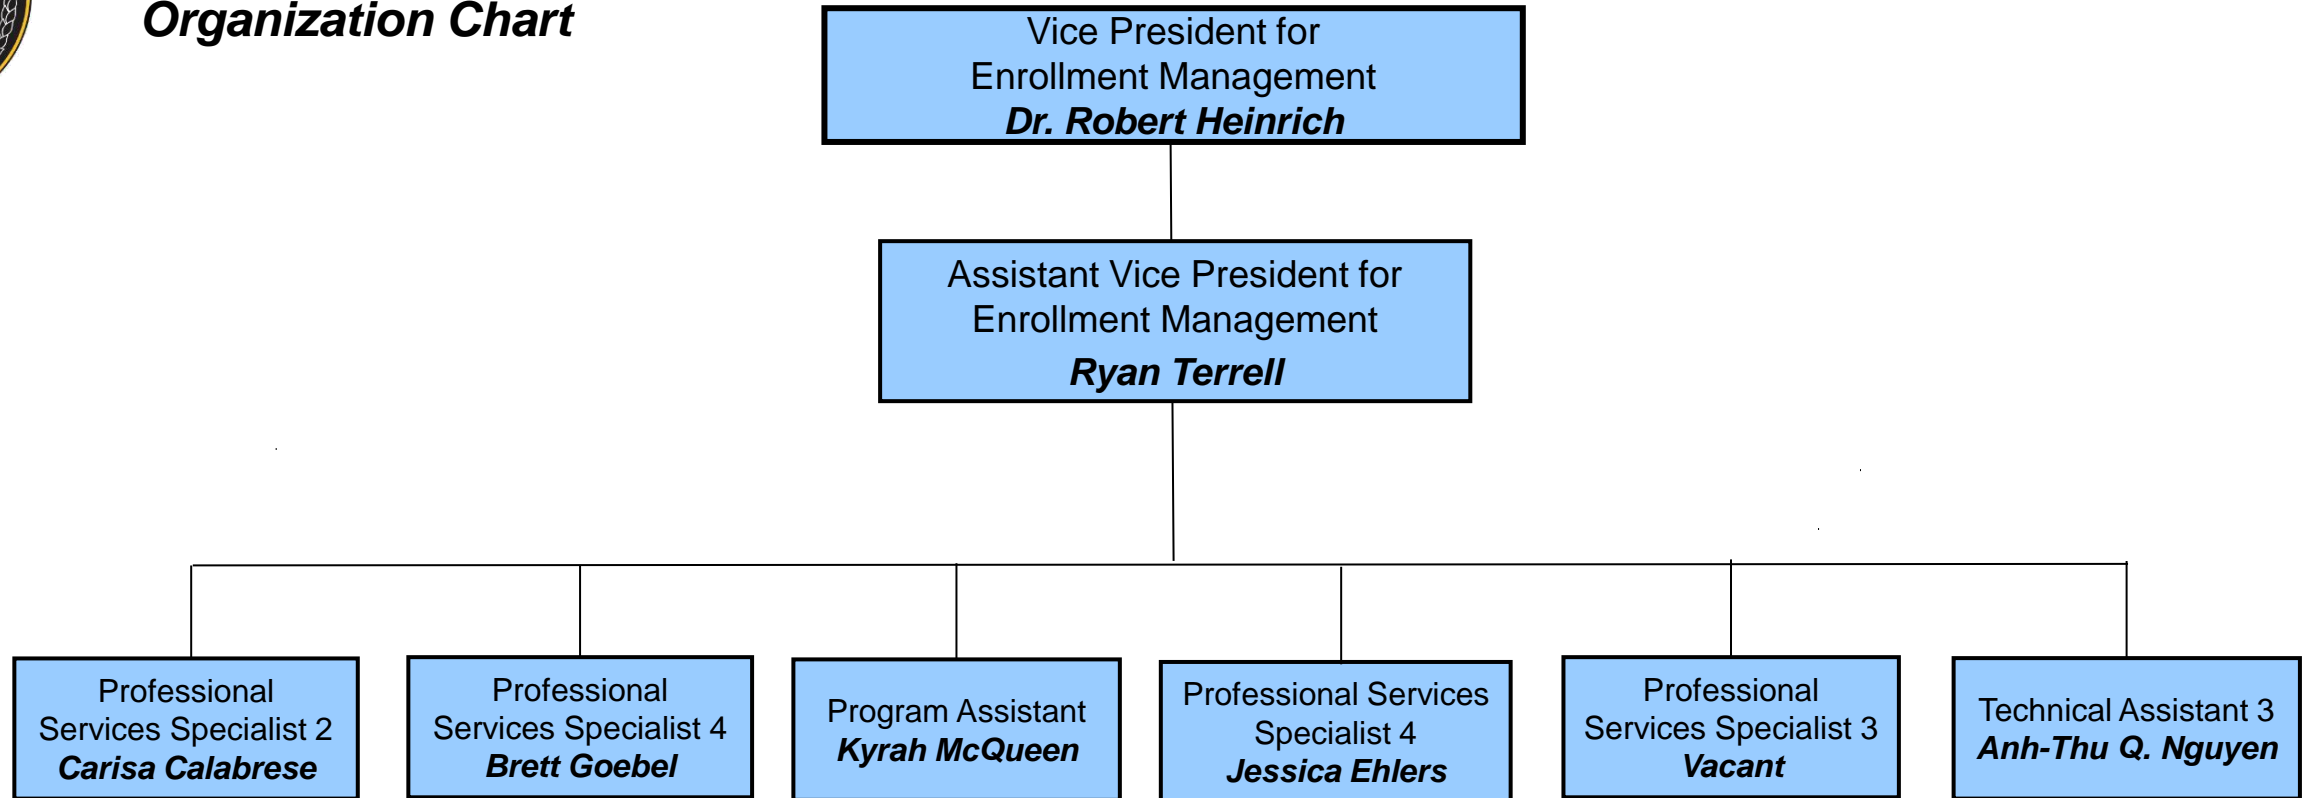 Organization Chart
Vice President for
Enrollment Management
Dr. Robert Heinrich
Assistant Vice President for
Enrollment Management
Ryan Terrell
Professional
Services Specialist 2
Carisa Calabrese
Professional
Services Specialist 4
Brett Goebel
Program Assistant
Kyrah McQueen
Professional Services
Specialist 4
Jessica Ehlers
Professional
Services Specialist 3
Vacant
Technical Assistant 3
Anh-Thu Q. Nguyen